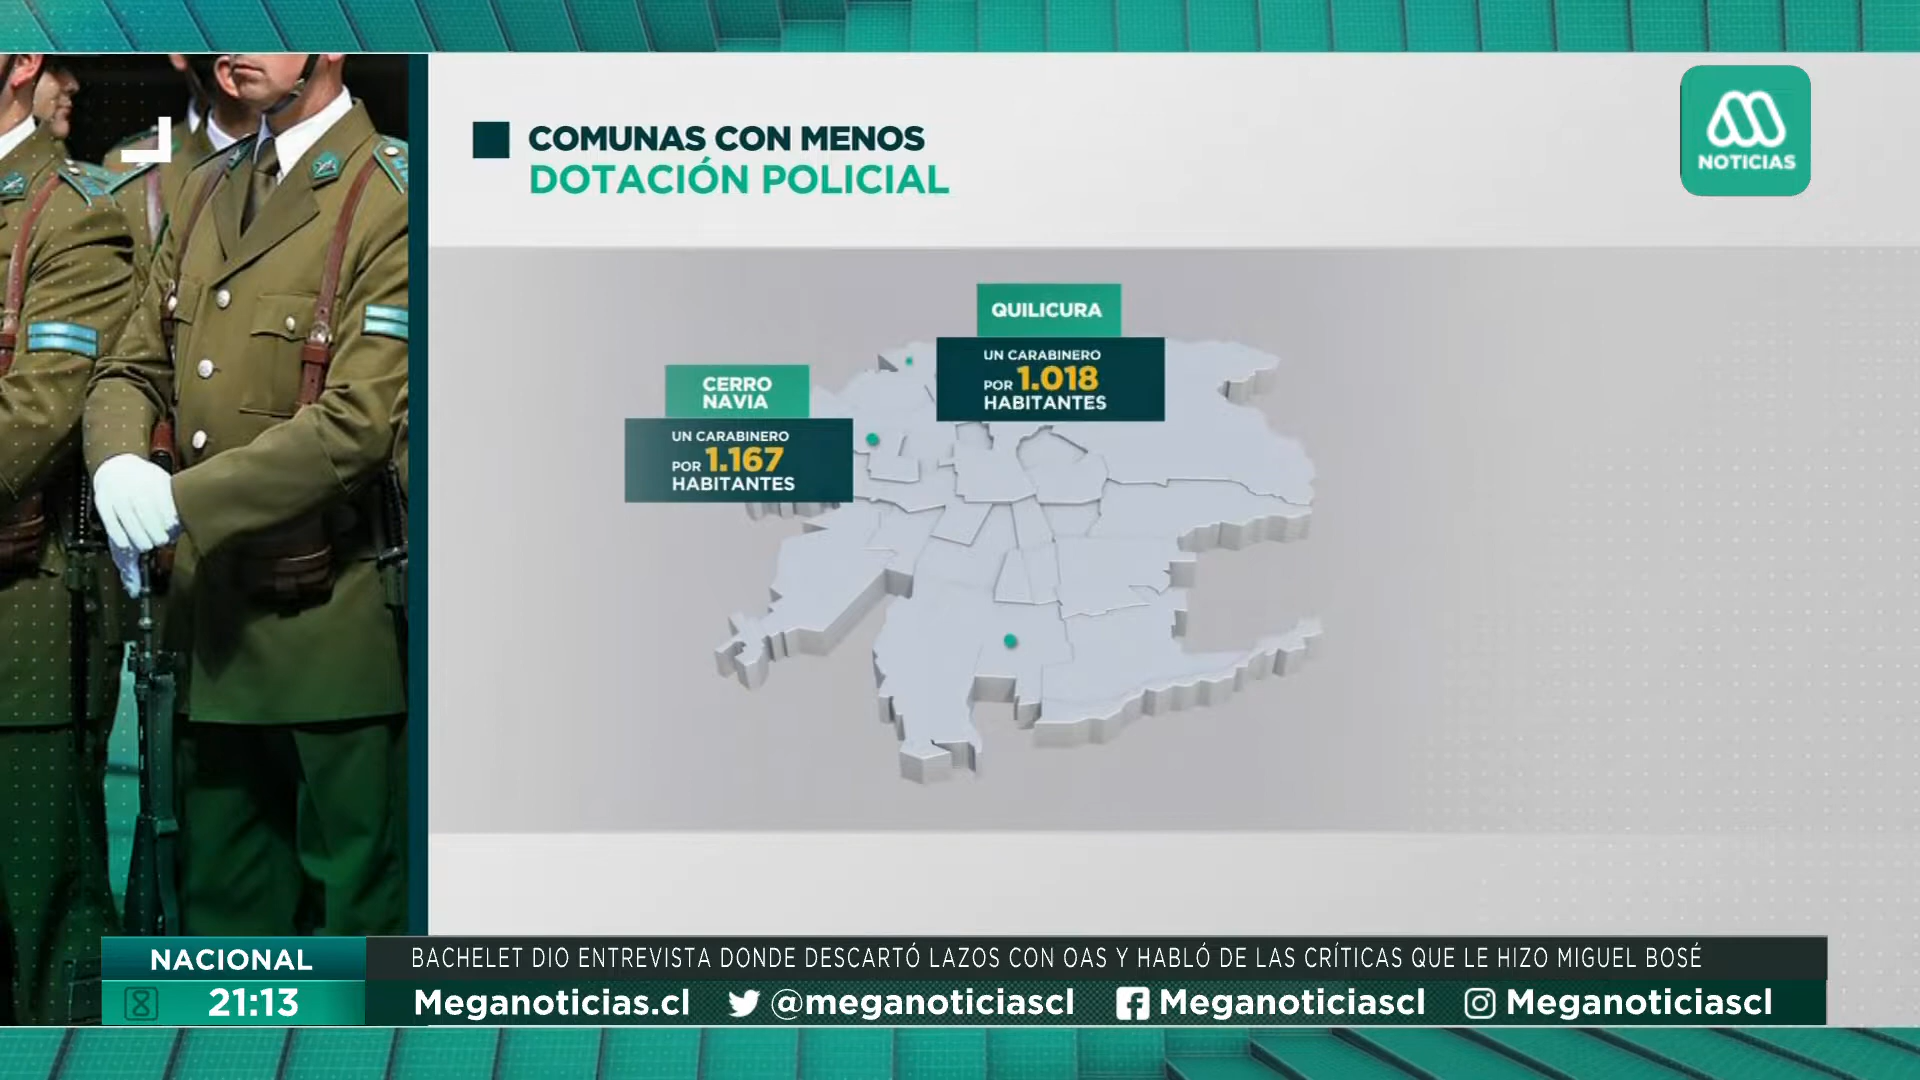 COMUNAS CON MENOS
DOTACIÓN POLICIAL
NOTICIAS
QUILICURA
UN CARABINERO
POR 1.018
HABITANTES
CERRO
NAVIA
UN CARABINERO
POR 1.167
HABITANTES
NACIONAL
BACHELET DIO ENTREVISTA DONDE DESCARTÓ LAZOS CON OAS Y HABLÓ DE LAS CRÍTICAS QUE LE HIZO MIGUEL BOSÉ
21:13
Meganoticias.cl @meganoticiascl Meganoticiascl Meganoticiascl